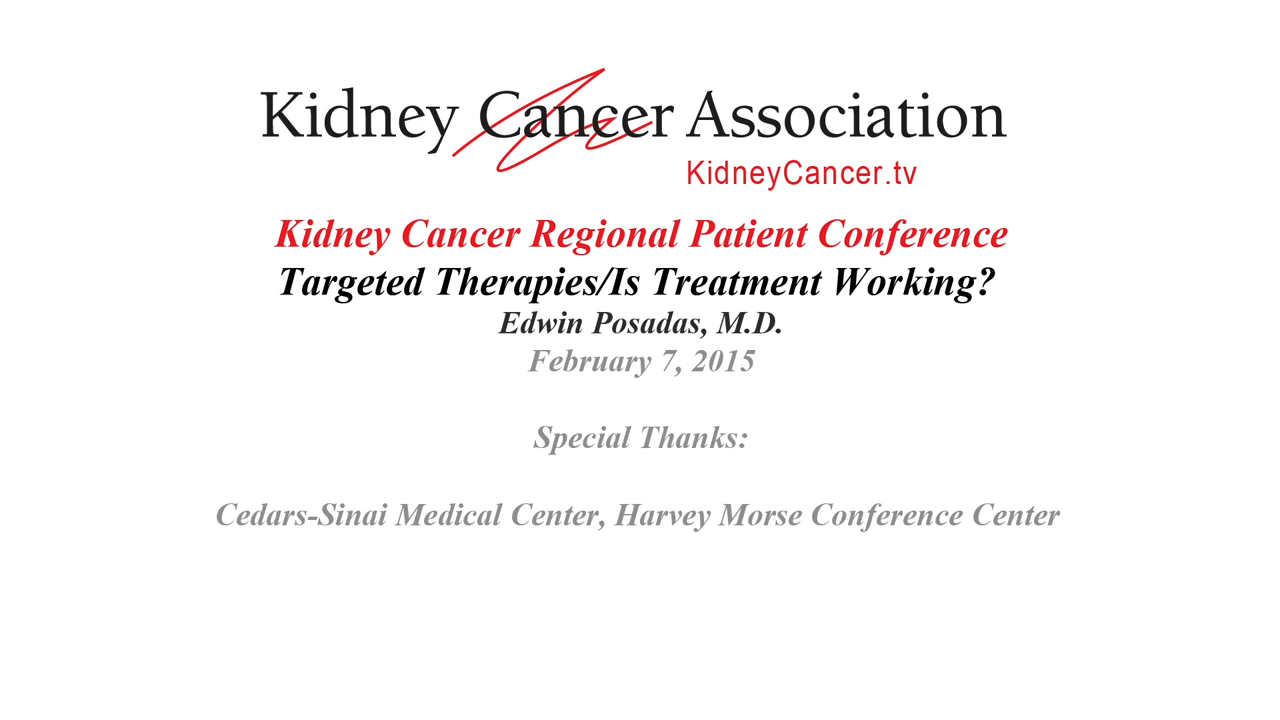 Kidney Cancer Association
KidneyCancer.tv
Kidney Cancer Regional Patient Conference
Targeted Therapies/Is Treatment Working?
Edwin Posadas, M.D.
February 7, 2015
Special Thanks:
Cedars-Sinai Medical Center, Harvey Morse Conference Center